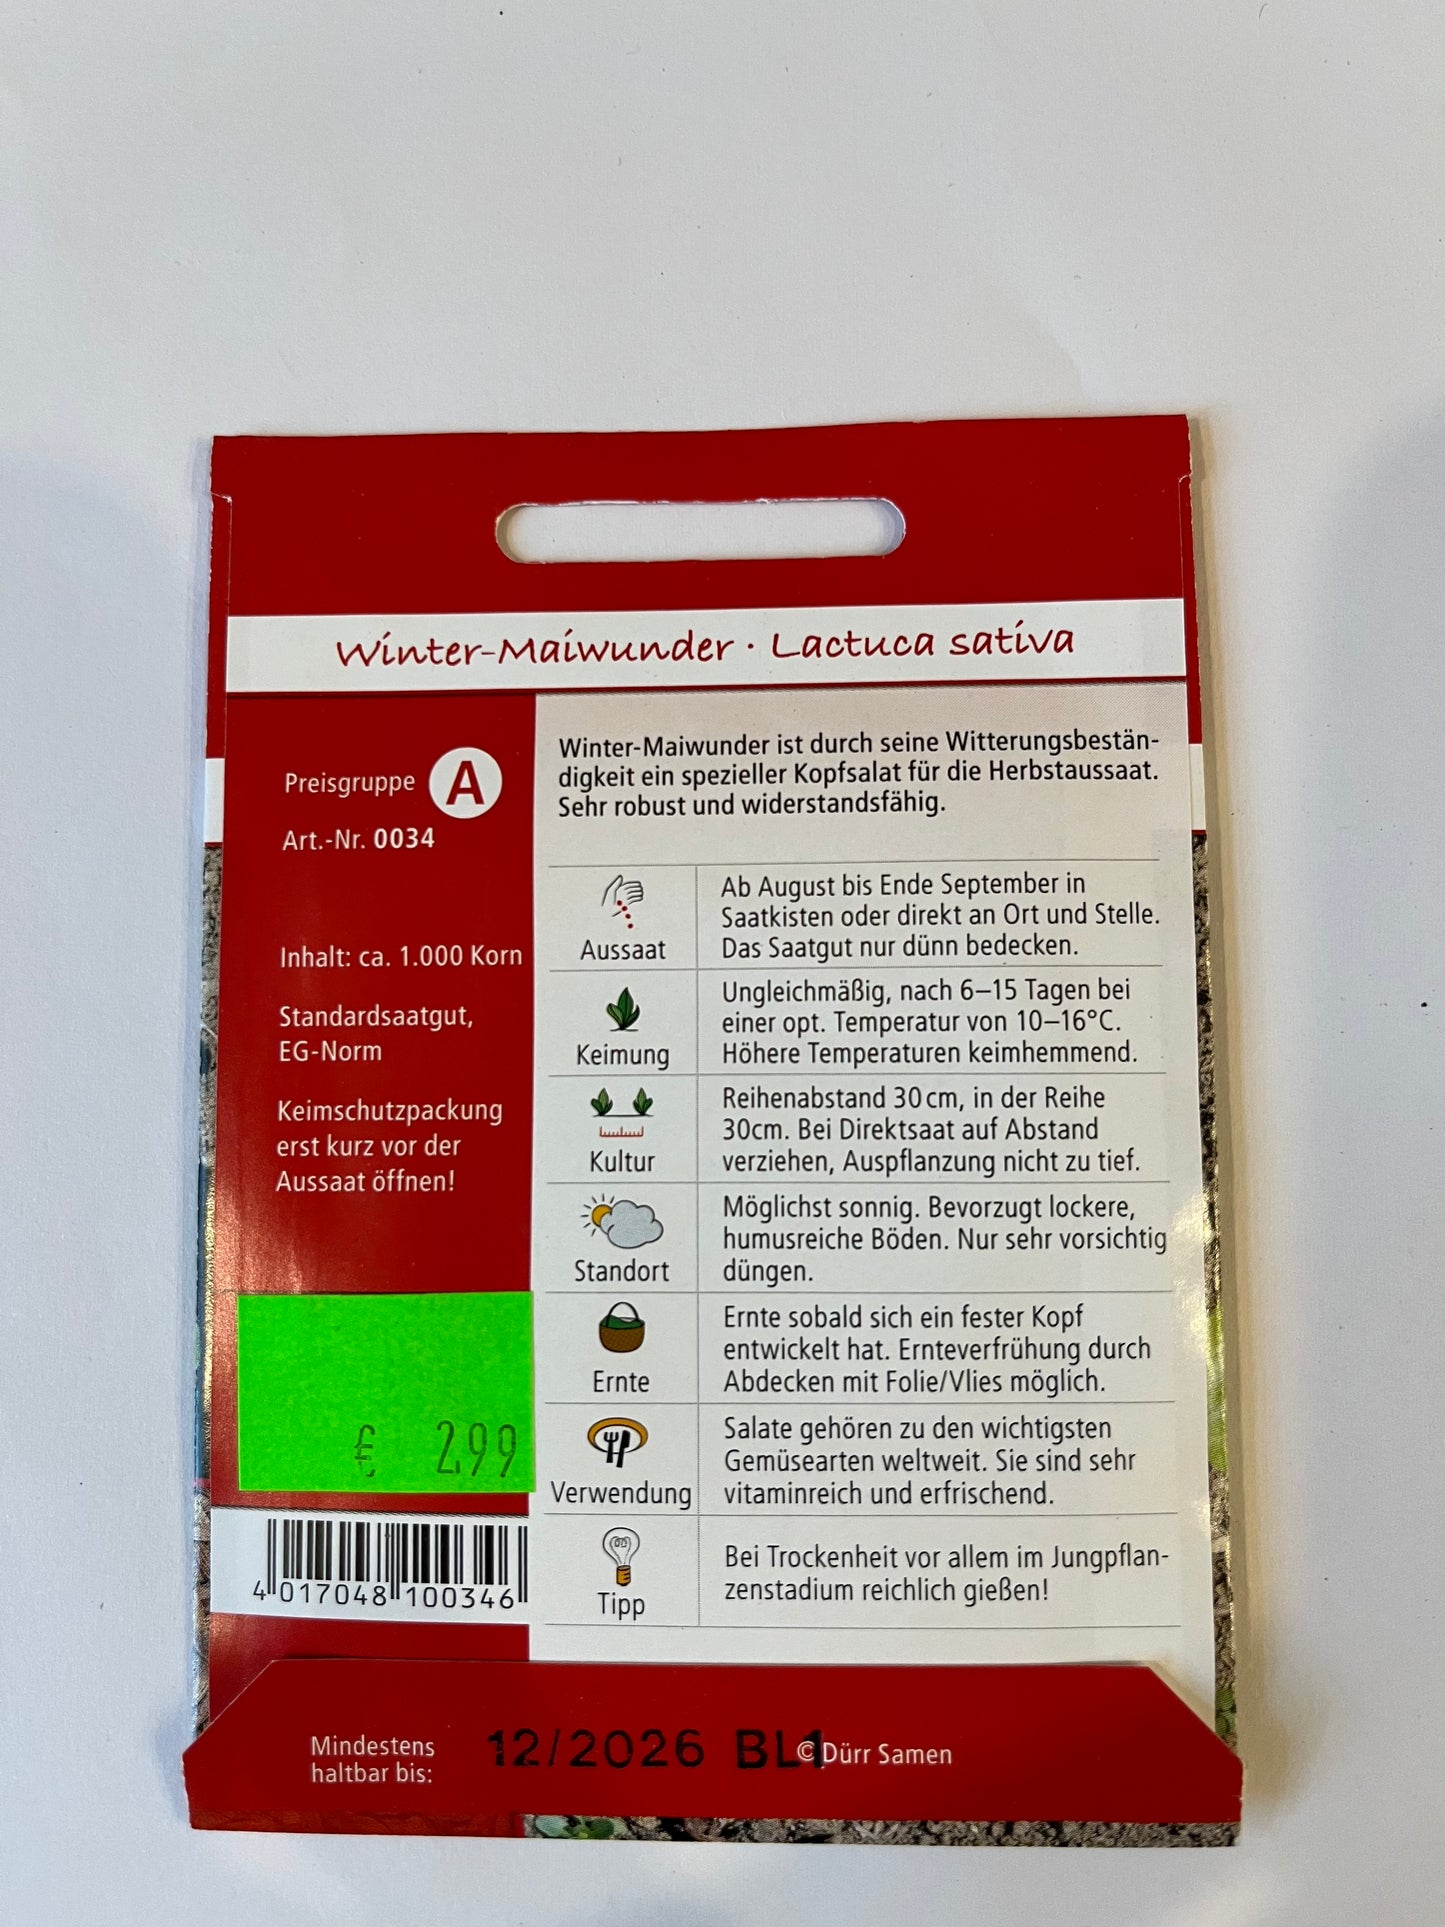 Winter-Maiwunder · Lactuca sativa
Preisgruppe A
Art.-Nr. 0034
Inhalt: ca. 1.000 Korn
Standardsaatgut,
EG-Norm
Keimschutzpackung
erst kurz vor der
Aussaat öffnen!
€ 2.99
4 017048 100346
Winter-Maiwunder ist durch seine Witterungsbestän-
digkeit ein spezieller Kopfsalat für die Herbstaussaat.
Sehr robust und widerstandsfähig.
Aussaat
Ab August bis Ende September in
Saatkisten oder direkt an Ort und Stelle.
Das Saatgut nur dünn bedecken.
Keimung
Ungleichmäßig, nach 6–15 Tagen bei
einer opt. Temperatur von 10–16°C.
Höhere Temperaturen keimhemmend.
Kultur
Reihenabstand 30 cm, in der Reihe
30cm. Bei Direktsaat auf Abstand
verziehen, Auspflanzung nicht zu tief.
Standort
Möglichst sonnig. Bevorzugt lockere,
humusreiche Böden. Nur sehr vorsichtig
düngen.
Ernte
Ernte sobald sich ein fester Kopf
entwickelt hat. Ernteverfrühung durch
Abdecken mit Folie/Vlies möglich.
Verwendung
Salate gehören zu den wichtigsten
Gemüsearten weltweit. Sie sind sehr
vitaminreich und erfrischend.
Tipp
Bei Trockenheit vor allem im Jungpflan-
zenstadium reichlich gießen!
Mindestens
haltbar bis:
12/2026 BL1
© Dürr Samen